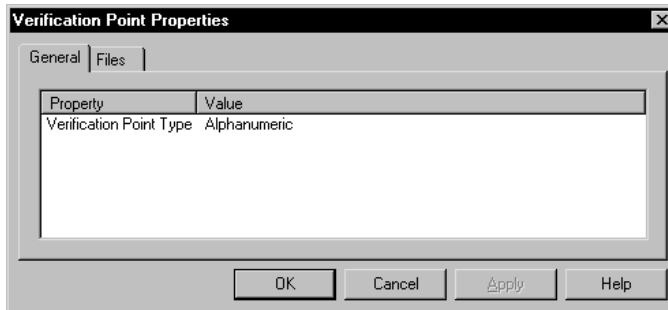 Verification Point Properties
General Files
Property Value
Verification Point Type Alphanumeric
OK Cancel Apply Help